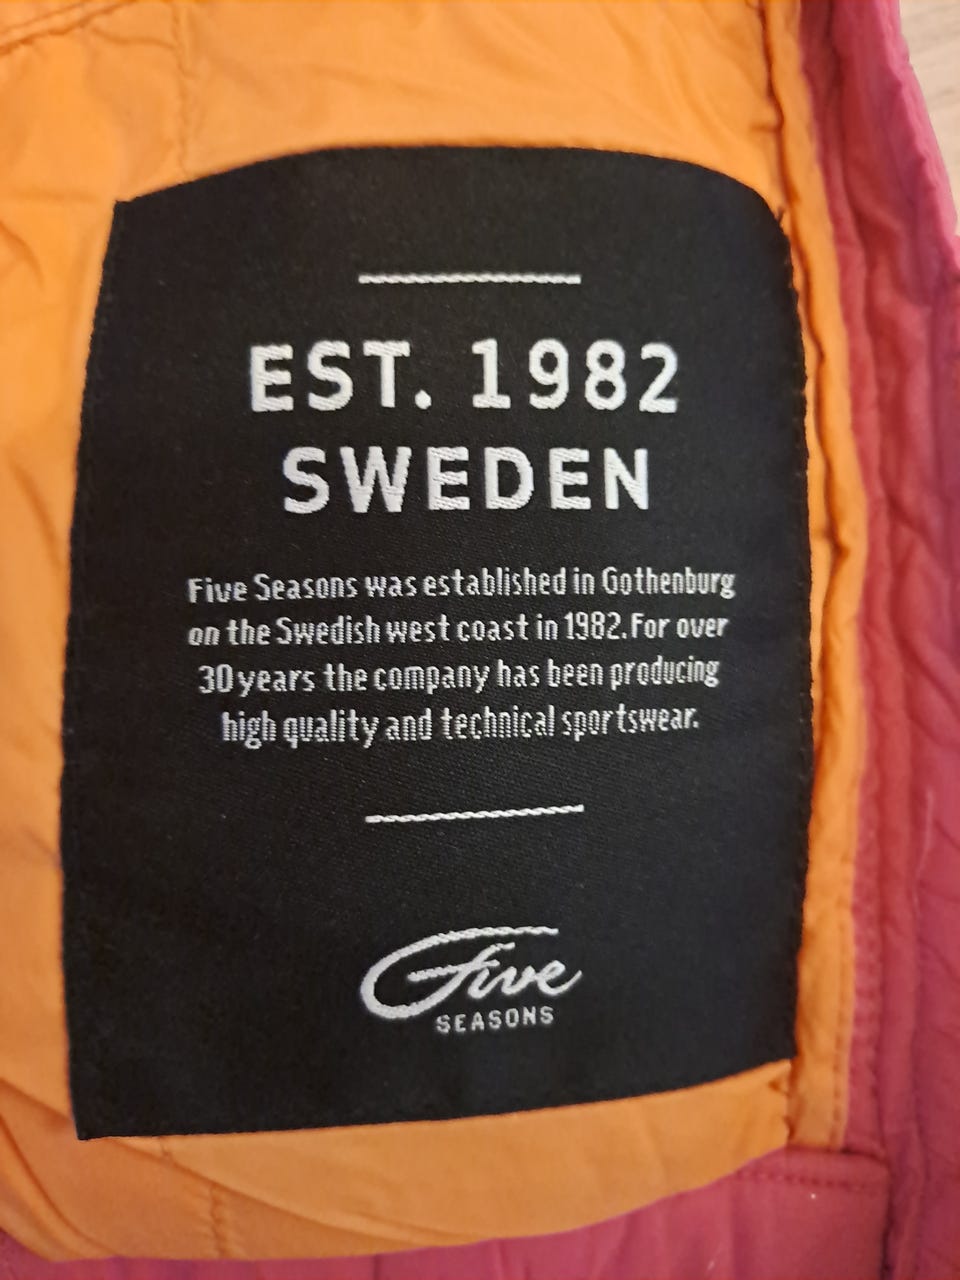 EST. 1982
SWEDEN
Five Seasons was established in Gothenburg
on the Swedish west coast in 1982. For over
30 years the company has been producing
high quality and technical sportswear.
Five
SEASONS